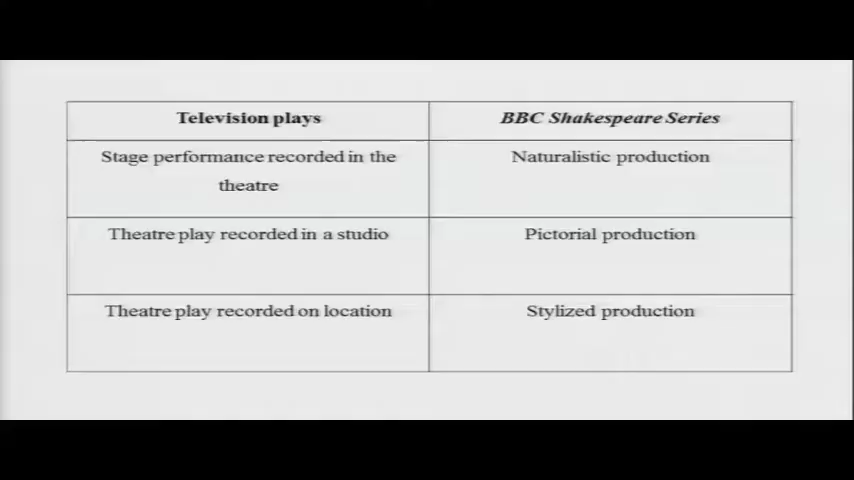 Television plays
BBC Shakespeare Series
Stage performance recorded in the
theatre
Naturalistic production
Theatre play recorded in a studio
Pictorial production
Theatre play recorded on location
Stylized production